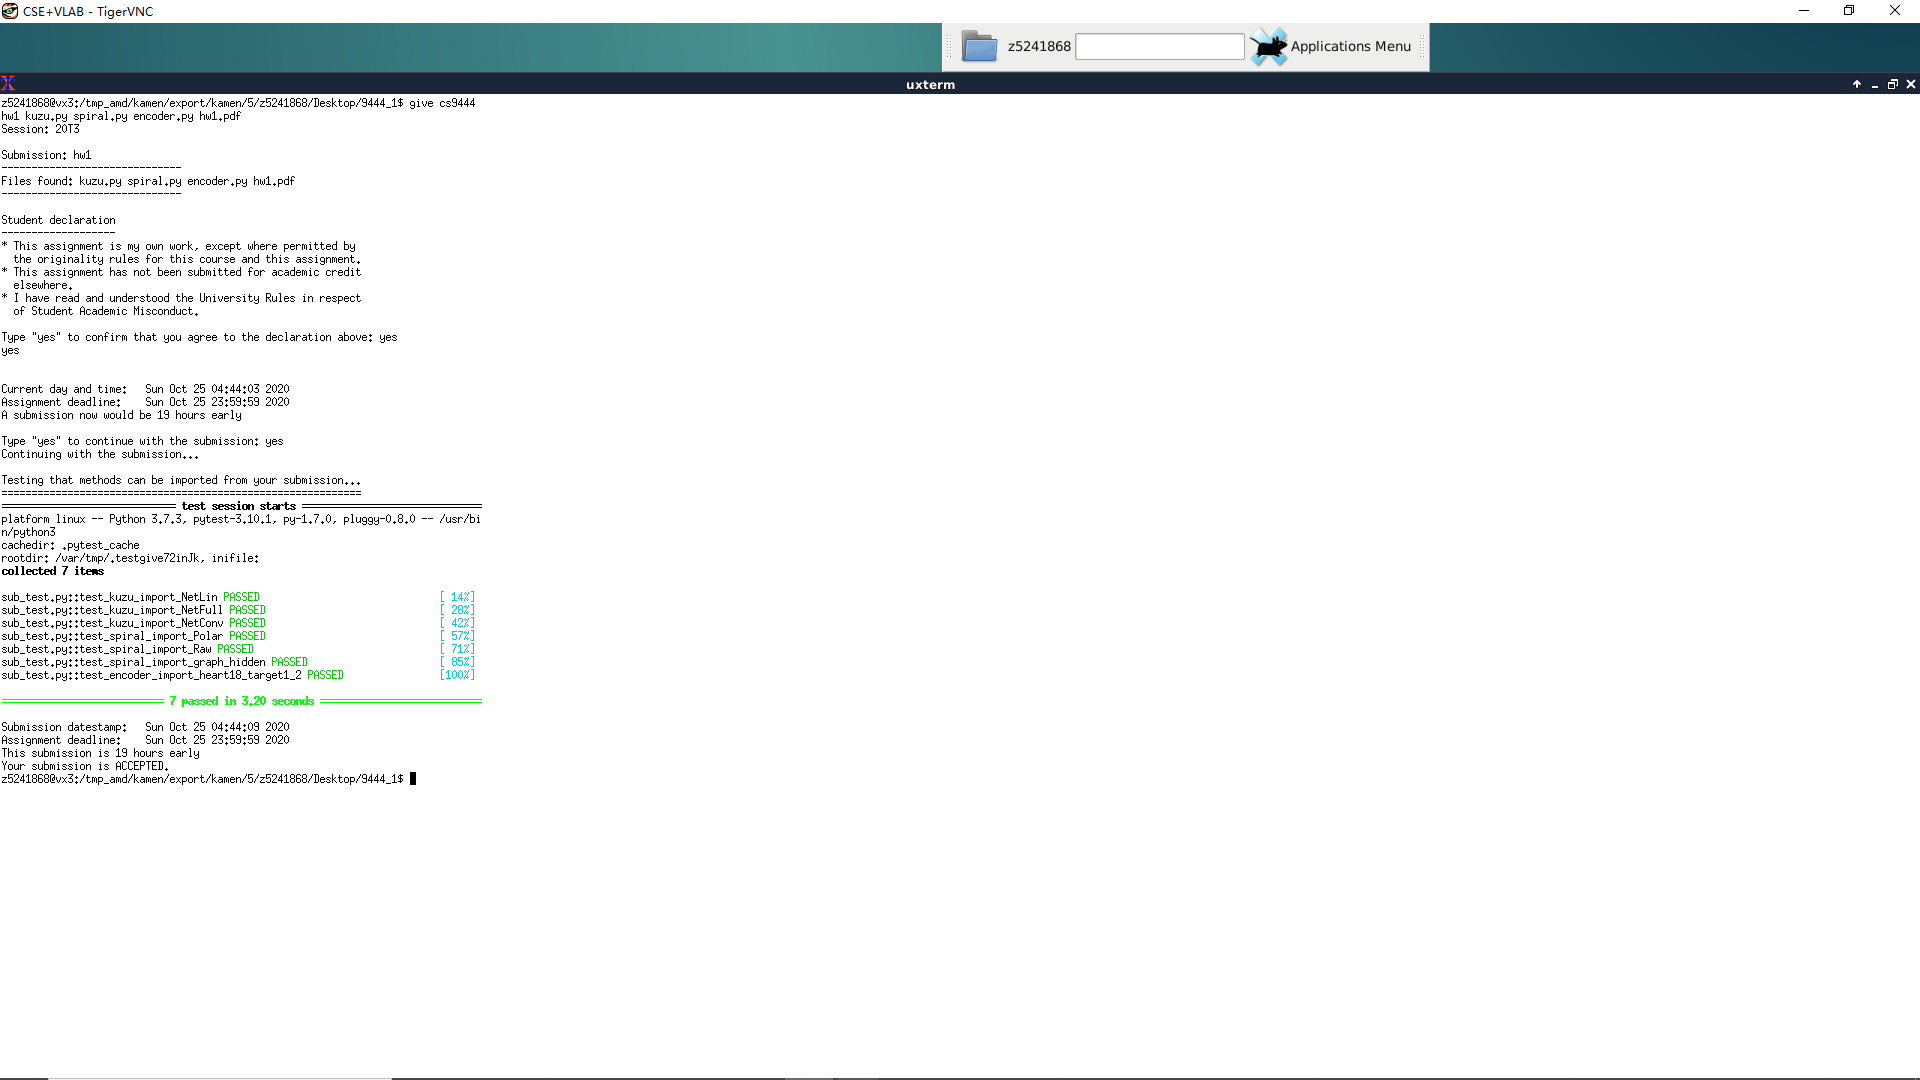 CSE+VLAB - TigerVNC
z5241868
Applications Menu
uxterm
z5241868@vx3:/tmp_amd/kamen/export/kamen/5/z5241868/Desktop/9444_1$ give cs9444
hw1 kuzu.py spiral.py encoder.py hw1.pdf
Session: 20T3
Submission: hw1
------------------------------
Files found: kuzu.py spiral.py encoder.py hw1.pdf
------------------------------
Student declaration
-------------------
* This assignment is my own work, except where permitted by
the originality rules for this course and this assignment.
* This assignment has not been submitted for academic credit
elsewhere.
* I have read and understood the University Rules in respect
of Student Academic Misconduct.
Type "yes" to confirm that you agree to the declaration above: yes
yes
Current day and time:   Sun Oct 25 04:44:03 2020
Assignment deadline:    Sun Oct 25 23:59:59 2020
A submission now would be 19 hours early
Type "yes" to continue with the submission: yes
Continuing with the submission...
Testing that methods can be imported from your submission...
============================================================
============================= test session starts ==============================
platform linux -- Python 3.7.3, pytest-3.10.1, py-1.7.0, pluggy-0.8.0 -- /usr/bi
n/python3
cachedir: .pytest_cache
rootdir: /var/tmp/.testgive72inJk, inifile:
collected 7 items
sub_test.py::test_kuzu_import_NetLin PASSED [ 14%]
sub_test.py::test_kuzu_import_NetFull PASSED [ 28%]
sub_test.py::test_kuzu_import_NetConv PASSED [ 42%]
sub_test.py::test_spiral_import_Polar PASSED [ 57%]
sub_test.py::test_spiral_import_Raw PASSED [ 71%]
sub_test.py::test_spiral_import_graph_hidden PASSED [ 85%]
sub_test.py::test_encoder_import_heart18_target1_2 PASSED [100%]
=========================== 7 passed in 3.20 seconds ===========================
Submission datestamp:   Sun Oct 25 04:44:09 2020
Assignment deadline:    Sun Oct 25 23:59:59 2020
This submission is 19 hours early
Your submission is ACCEPTED.
z5241868@vx3:/tmp_amd/kamen/export/kamen/5/z5241868/Desktop/9444_1$